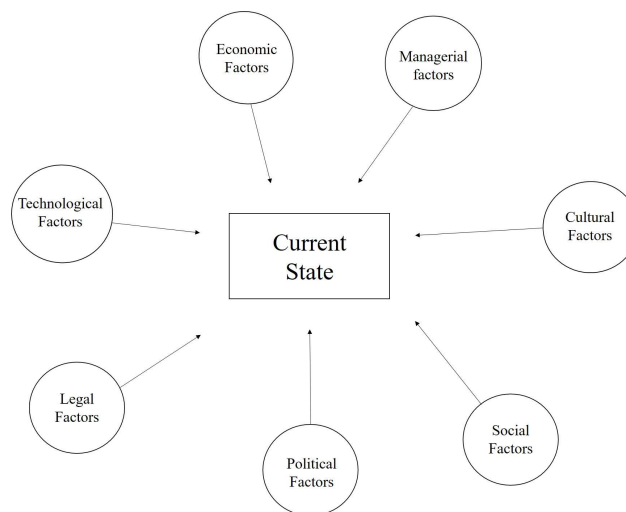 Economic
Factors
Managerial
factors
Technological
Factors
Cultural
Factors
Current
State
Legal
Factors
Political
Factors
Social
Factors